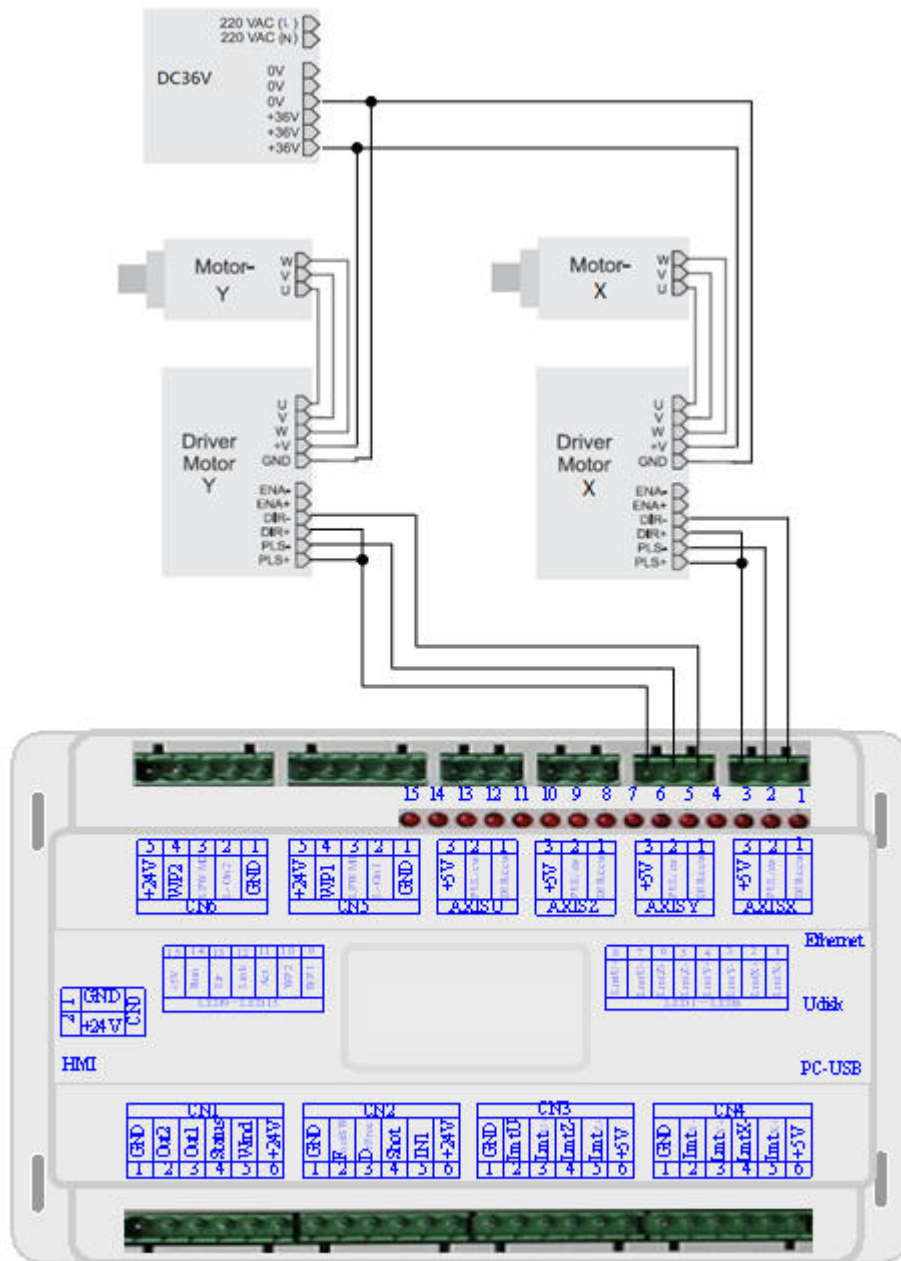 220 VAC (L)
220 VAC (N)
DC36V
0V
0V
0V
+36V
+36V
+36V
Motor-
Y
W
V
U
Motor-
X
W
V
U
Driver
Motor
Y
U
V
W
+V
GND
ENA-
ENA+
DIR-
DIR+
PLS-
PLS+
Driver
Motor
X
U
V
W
+V
GND
ENA-
ENA+
DIR-
DIR+
PLS-
PLS+
15 14 13 12 11 10 9 8 7 6 5 4 3 2 1
5 4 3 2 1
+24V WP2 GND
CN6
5 4 3 2 1
+24V WP1 GND
CN5
3 2 1
+5V
AXISU
3 2 1
+5V
AXISZ
3 2 1
+5V
AXISY
3 2 1
+5V
AXISX
Ethernet
Udisk
PC-USB
LED9-LED15
LED1-LED8
1 GND
2 +24V
CN0
HMI
CN1
GND Out2 Out1 Status Wind +24V
1 2 3 4 5 6
CN2
GND Shot IN1 +24V
1 2 3 4 5 6
CN3
GND LmtU LmtZ- +5V
1 2 3 4 5 6
CN4
GND LmtX- +5V
1 2 3 4 5 6